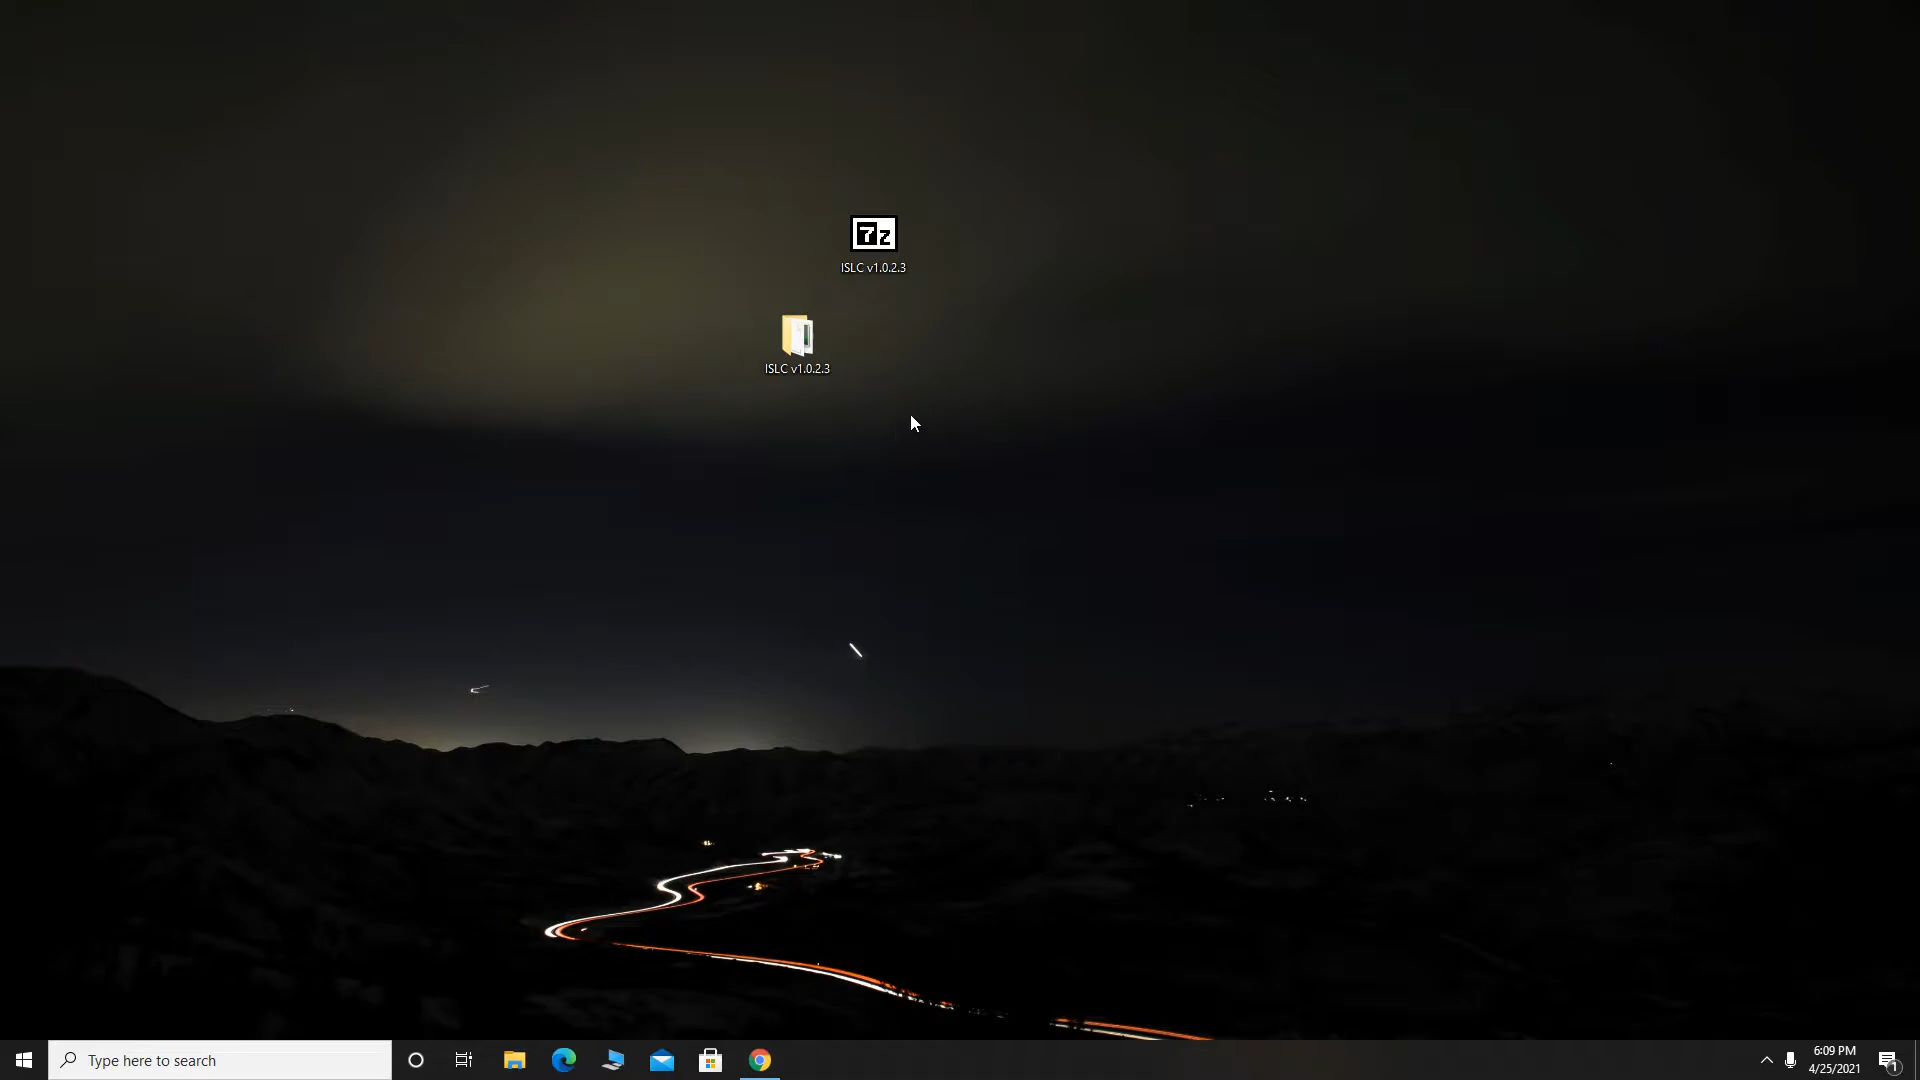 7z
ISLC v1.0.2.3
ISLC v1.0.2.3
Type here to search
6:09 PM
4/25/2021
1